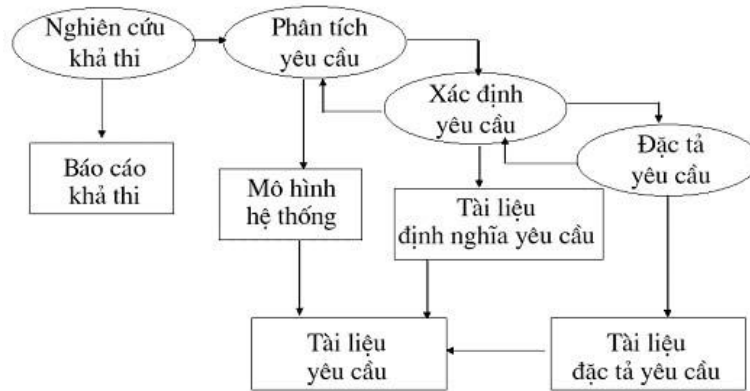 Nghiên cứu
khả thi
Phân tích
yêu cầu
Xác định
yêu cầu
Đặc tả
yêu cầu
Báo cáo
khả thi
Mô hình
hệ thống
Tài liệu
định nghĩa yêu cầu
Tài liệu
yêu cầu
Tài liệu
đặc tả yêu cầu